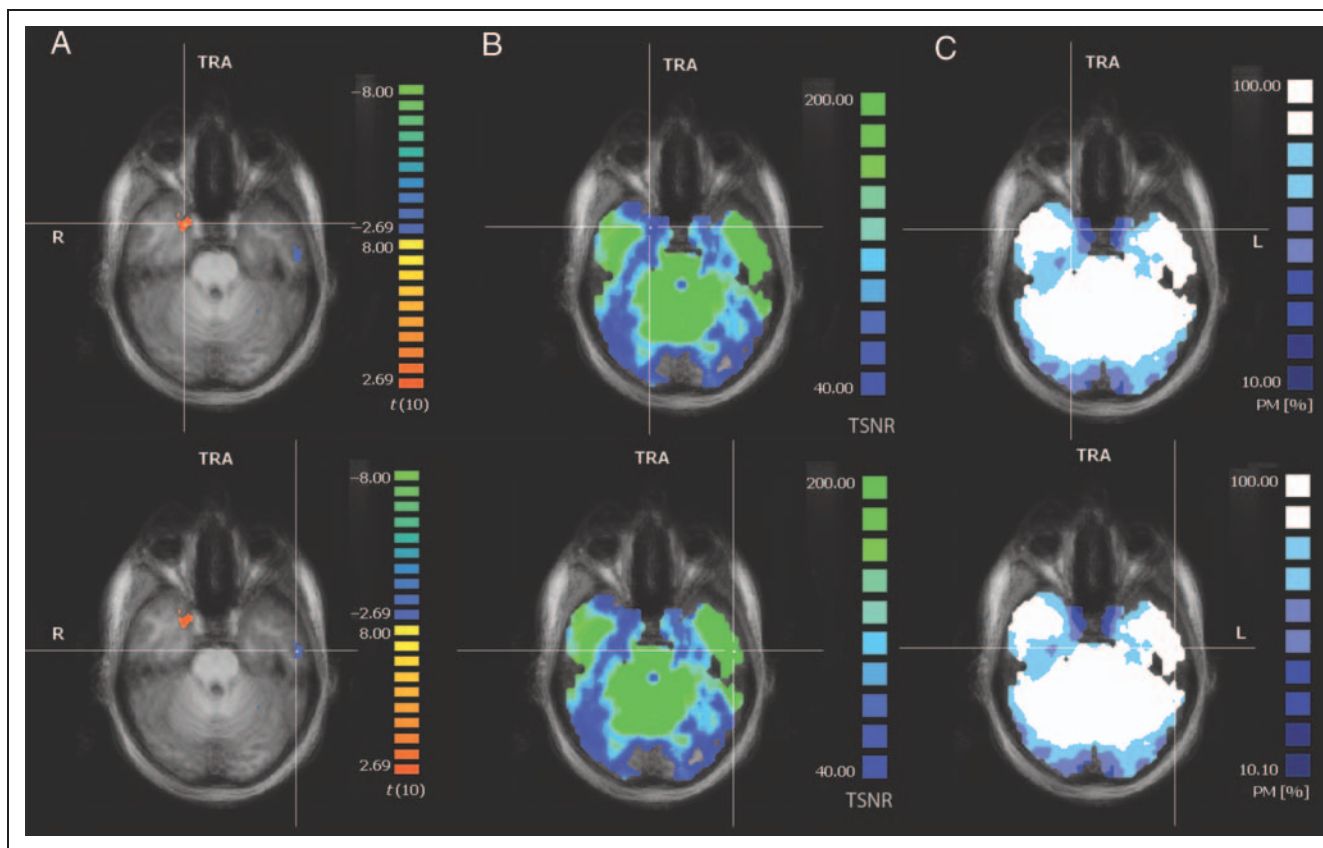 A
TRA
−8.00
−2.69
8.00
2.69
t (10)
R
B
TRA
200.00
40.00
TSNR
C
TRA
100.00
10.00
PM [%]
L
TRA
−8.00
−2.69
8.00
2.69
t (10)
R
TRA
200.00
40.00
TSNR
TRA
100.00
10.10
PM [%]
L